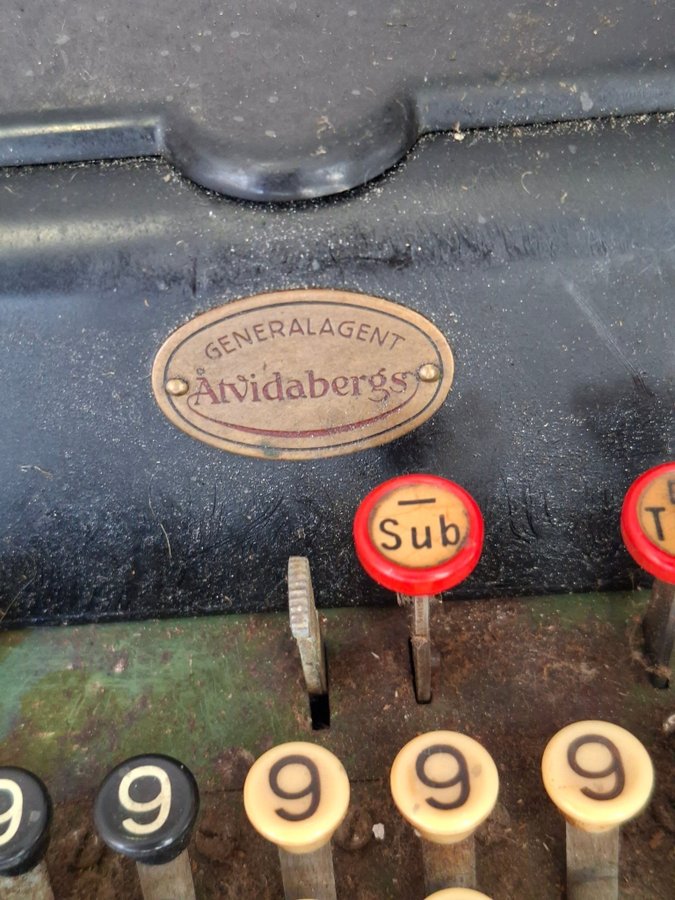 GENERALAGENT
Åtvidabergs
—
Sub
T
9 9 9 9 9